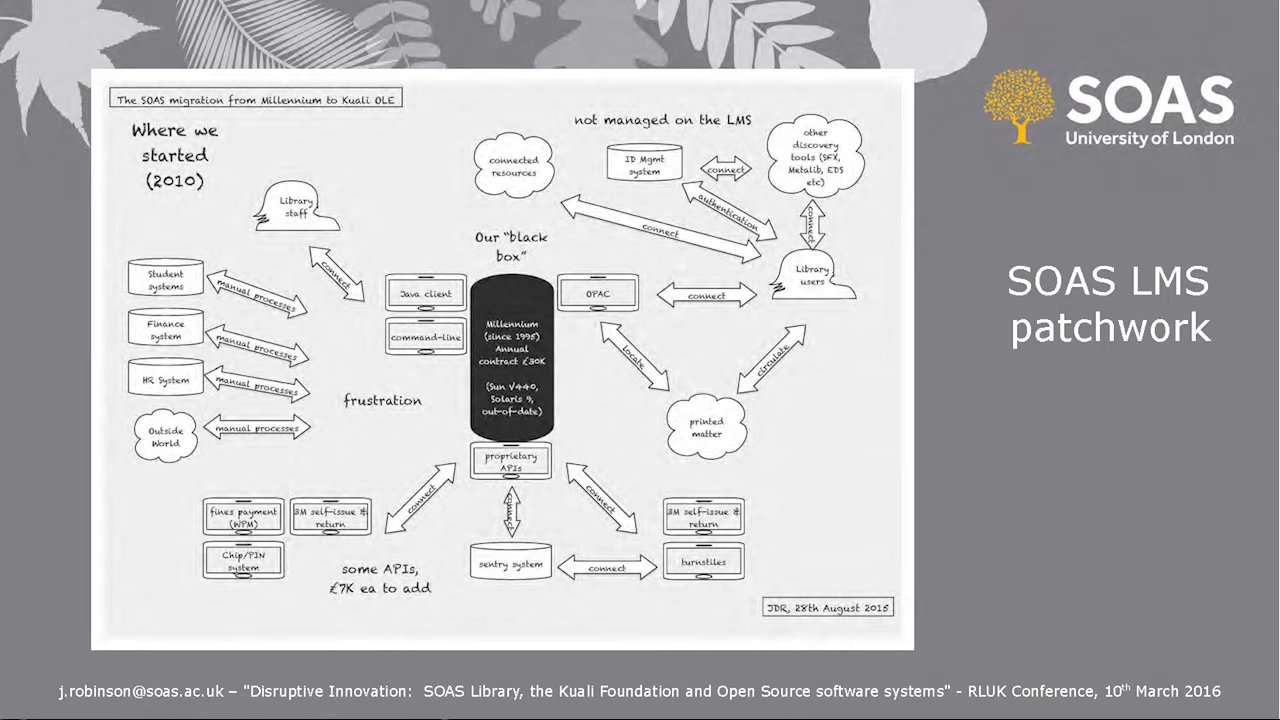 The SOAS migration from Millennium to Kuali OLE
Where we
started
(2010)
not managed on the LMS
connected
resources
ID Mgmt
system
connect
other
discovery
tools (SFX,
Metalib, EDS
etc)
authentication
connect
connect
Library
staff
Our "black
box"
Library
users
connect
Student
systems
manual processes
Java client
OPAC
connect
Finance
system
manual processes
command-line
Millennium
(since 1995)
Annual
contract £30K
(Sun V440,
Solaris 9,
out-of-date)
locate
circulate
HR System
manual processes
frustration
Outside
World
manual processes
printed
matter
proprietary
APIs
connect
connect
connect
fines payment
(WPM)
3M self-issue &
return
3M self-issue &
return
Chip/PIN
system
some APIs,
£7K ea to add
sentry system
connect
turnstiles
JDR, 28th August 2015
SOAS
University of London
SOAS LMS
patchwork
j.robinson@soas.ac.uk – "Disruptive Innovation: SOAS Library, the Kuali Foundation and Open Source software systems" - RLUK Conference, 10th March 2016